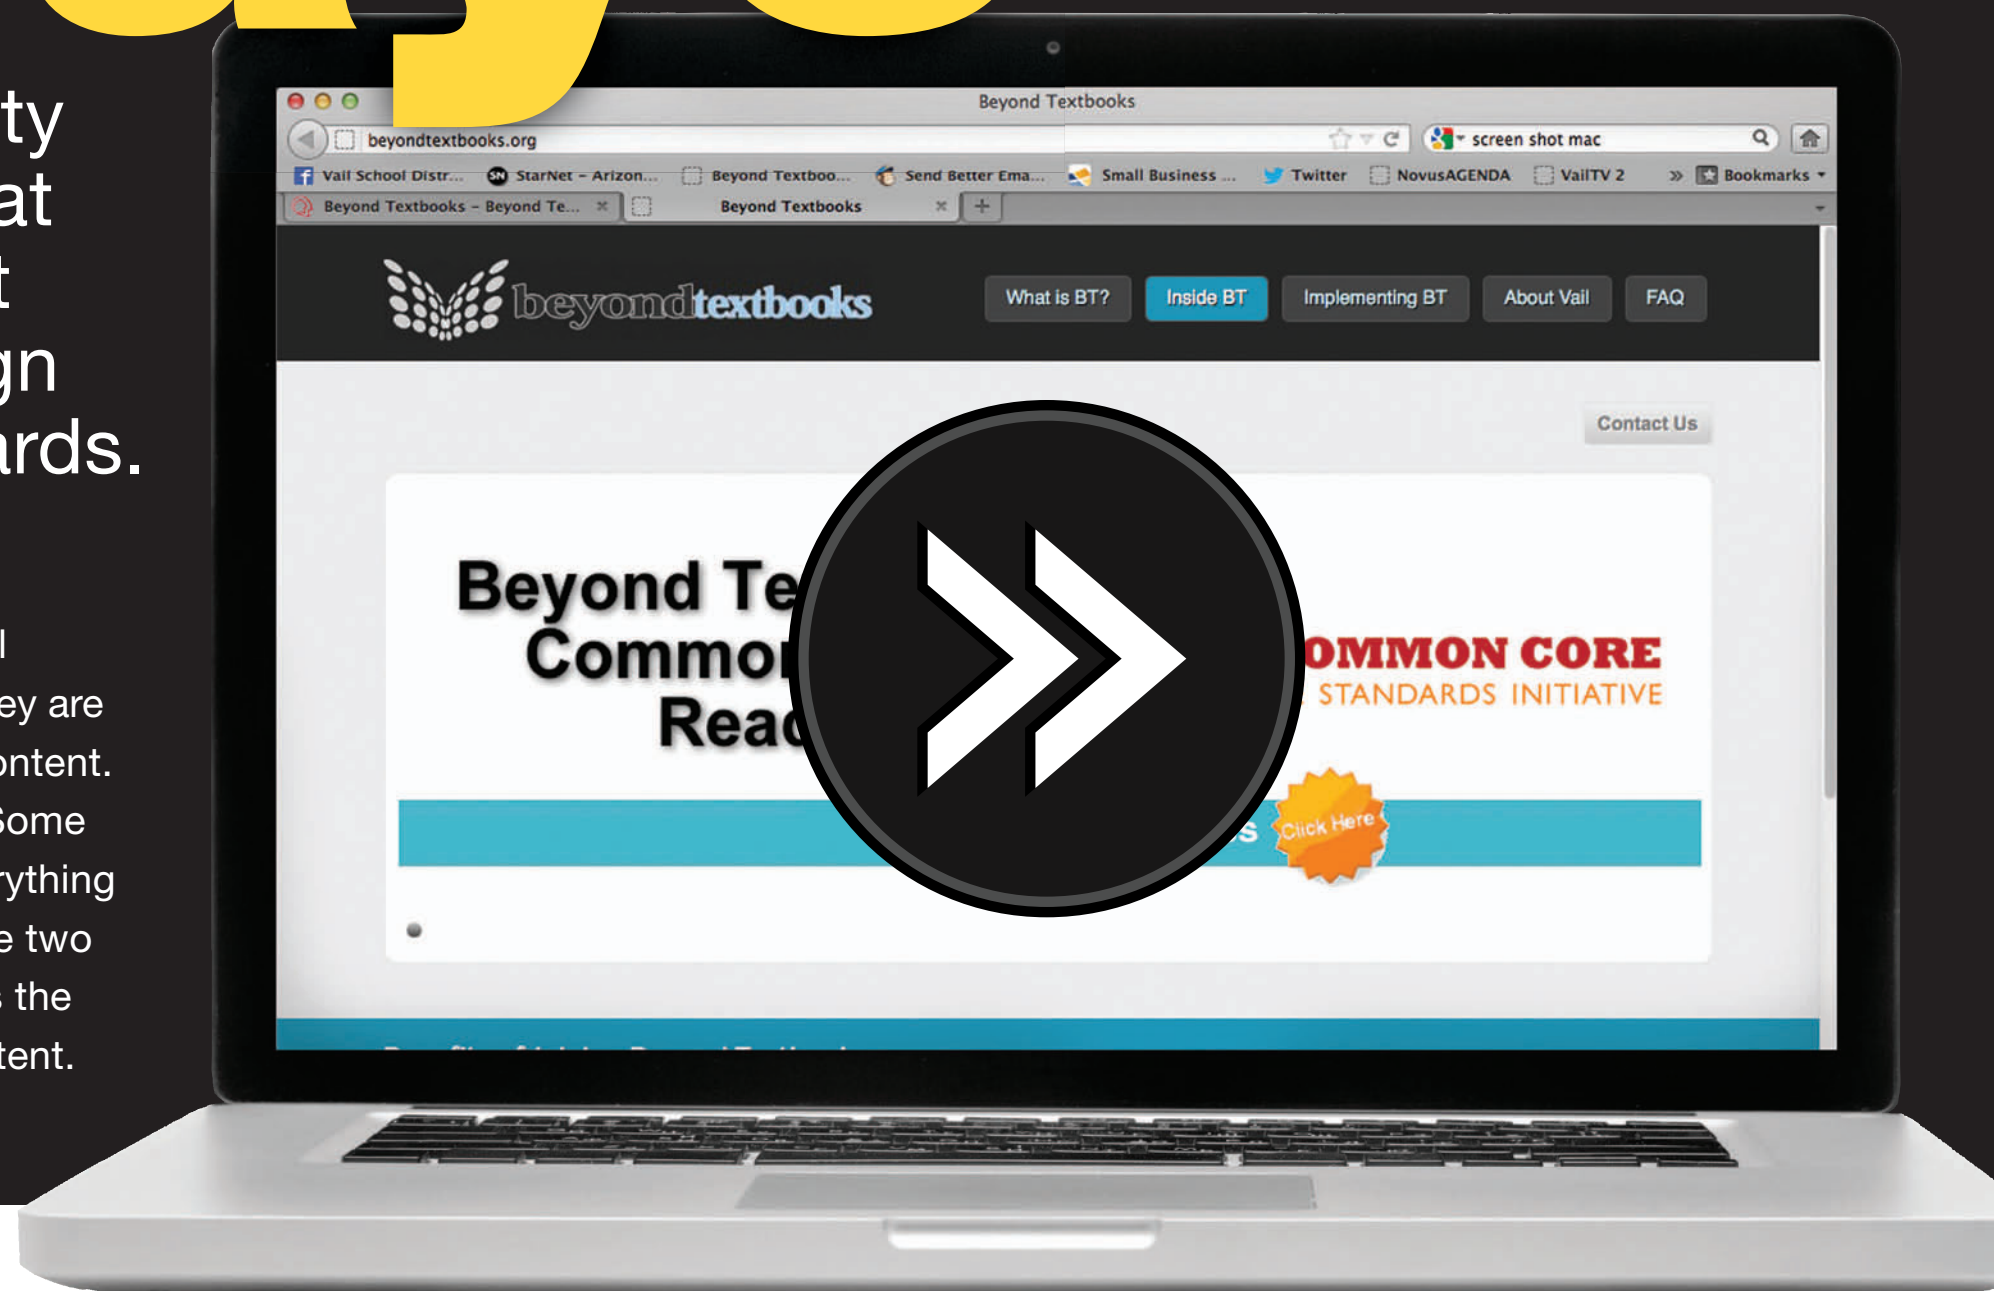 ty
at
t
gn
ards.
l
ey are
ontent.
Some
rything
e two
s the
tent.
Beyond Textbooks
beyondtextbooks.org
screen shot mac
Vail School Distr... StarNet – Arizon... Beyond Textboo... Send Better Ema... Small Business ... Twitter NovusAGENDA VailTV 2 » Bookmarks
Beyond Textbooks – Beyond Te... Beyond Textbooks
beyondtextbooks
What is BT? Inside BT Implementing BT About Vail FAQ
Contact Us
Beyond Te
Common
Read
OMMON CORE
STANDARDS INITIATIVE
s Click Here